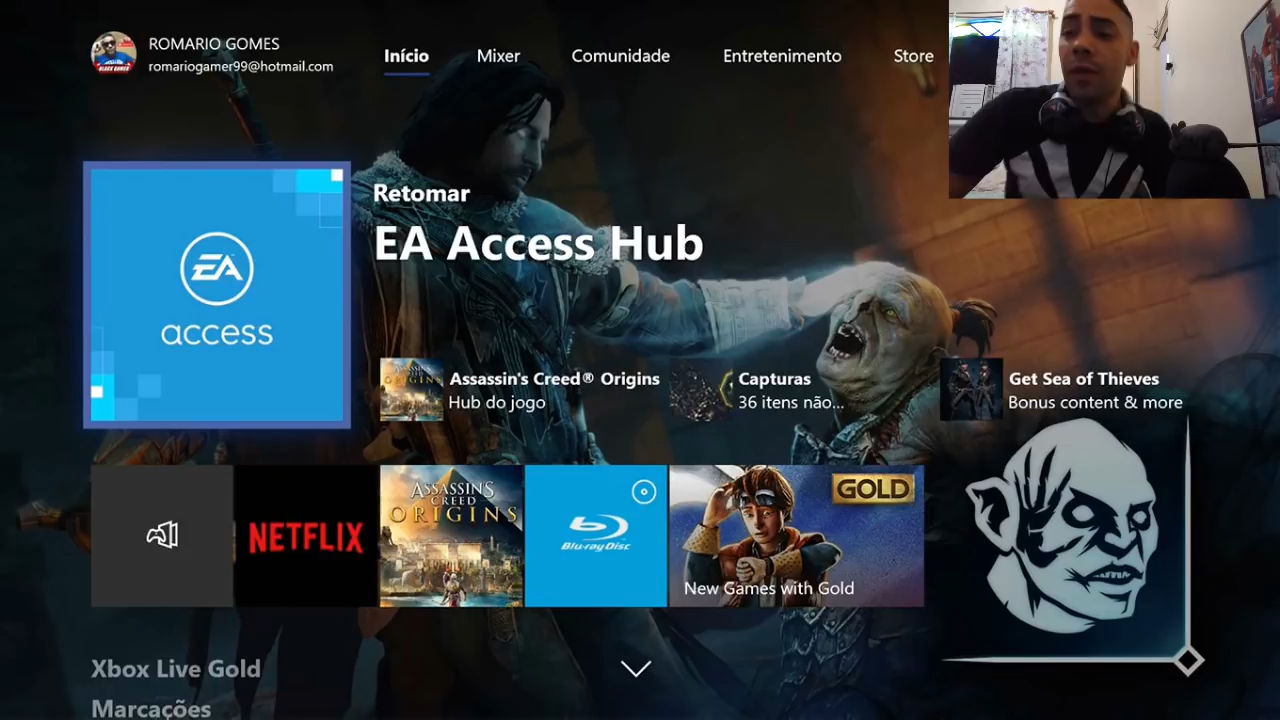 ROMARIO GOMES
romariogamer99@hotmail.com
Início
Mixer
Comunidade
Entretenimento
Store
EA
access
Retomar
EA Access Hub
Assassin's Creed® Origins
Hub do jogo
Capturas
36 itens não...
Get Sea of Thieves
Bonus content & more
NETFLIX
ASSASSIN'S
CREED
ORIGINS
Blu-ray Disc
GOLD
New Games with Gold
Xbox Live Gold
Marcações